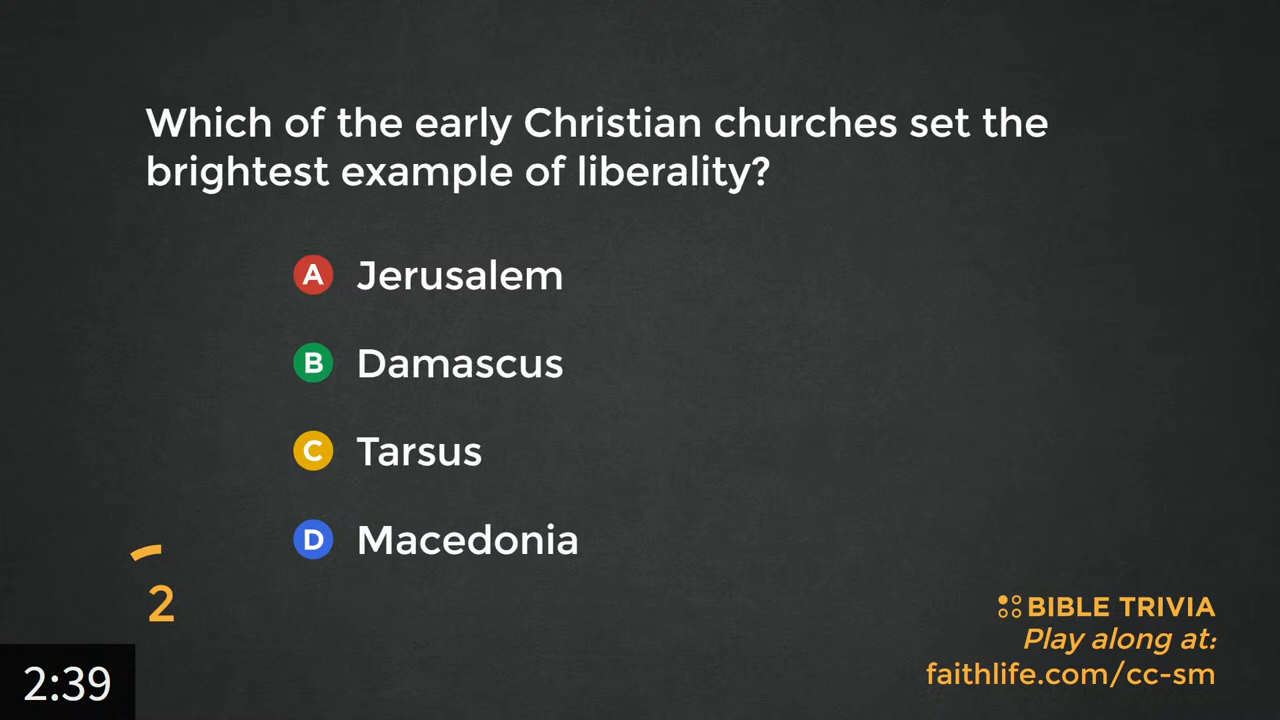 Which of the early Christian churches set the
brightest example of liberality?
A Jerusalem
B Damascus
C Tarsus
D Macedonia
2
BIBLE TRIVIA
Play along at:
faithlife.com/cc-sm
2:39